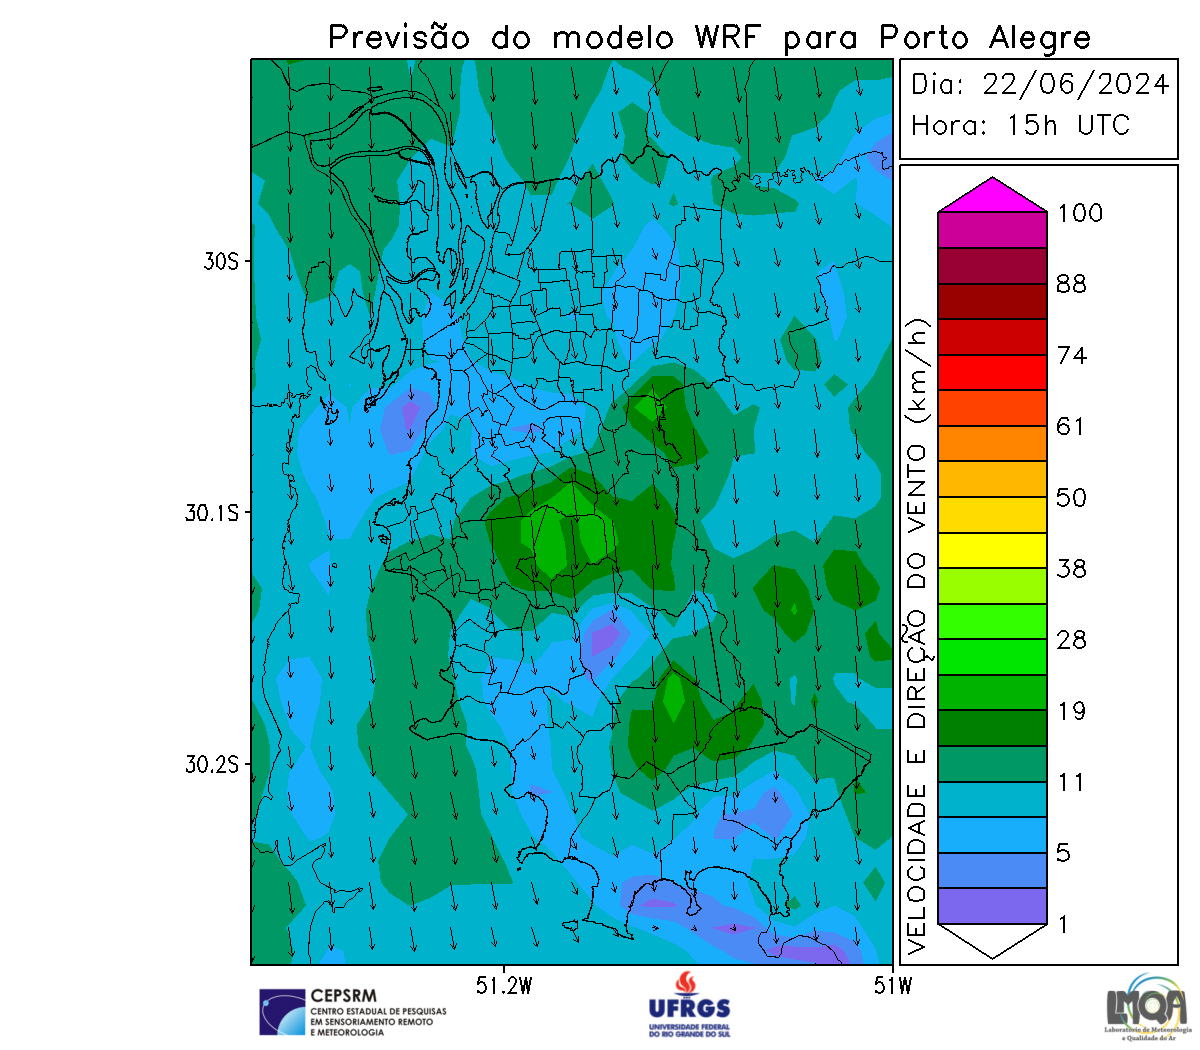 Previsão do modelo WRF para Porto Alegre
Dia: 22/06/2024
Hora: 15h UTC
30S
30.1S
30.2S
51.2W
51W
VELOCIDADE E DIREÇÃO DO VENTO (km/h)
100
88
74
61
50
38
28
19
11
5
1
CEPSRM
CENTRO ESTADUAL DE PESQUISAS
EM SENSORIAMENTO REMOTO
E METEOROLOGIA
UFRGS
UNIVERSIDADE FEDERAL
DO RIO GRANDE DO SUL
LMQA
Laboratório de Meteorologia
e Qualidade do Ar